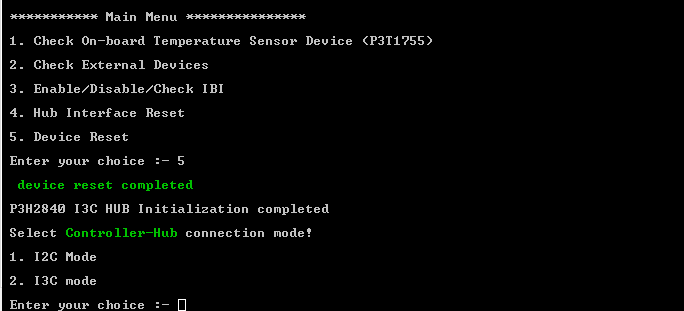 *********** Main Menu ***************
1. Check On-board Temperature Sensor Device (P3T1755)
2. Check External Devices
3. Enable/Disable/Check IBI
4. Hub Interface Reset
5. Device Reset
Enter your choice :- 5
device reset completed
P3H2840 I3C HUB Initialization completed
Select Controller-Hub connection mode!
1. I2C Mode
2. I3C mode
Enter your choice :-